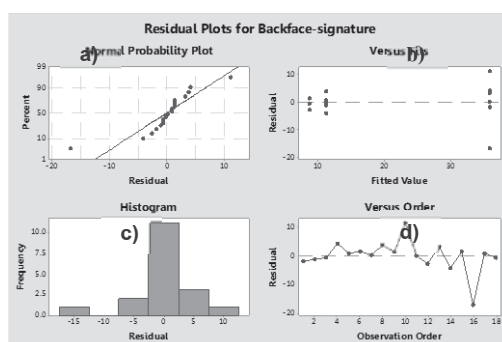 Residual Plots for Backface-signature
a)
Normal Probability Plot
99
90
50
10
1
Percent
-20
-10
0
10
Residual
Versus Fits
b)
10
0
-10
-20
Residual
10
20
30
Fitted Value
Histogram
c)
10.0
7.5
5.0
2.5
0.0
Frequency
-15
-10
-5
0
5
10
Residual
Versus Order
d)
10
0
-10
-20
Residual
2
4
6
8
10
12
14
16
18
Observation Order